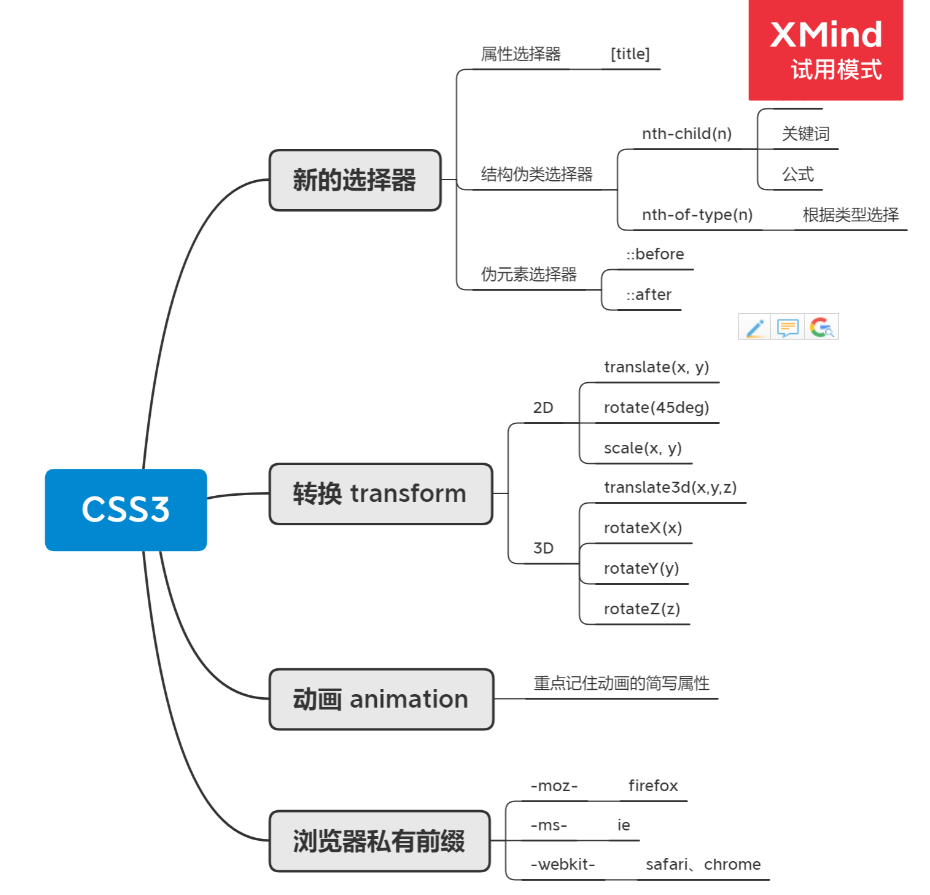 XMind
试用模式
CSS3
新的选择器
属性选择器
[title]
结构伪类选择器
nth-child(n)
关键词
公式
nth-of-type(n)
根据类型选择
伪元素选择器
::before
::after
转换 transform
2D
translate(x, y)
rotate(45deg)
scale(x, y)
3D
translate3d(x,y,z)
rotateX(x)
rotateY(y)
rotateZ(z)
动画 animation
重点记住动画的简写属性
浏览器私有前缀
-moz-
firefox
-ms-
ie
-webkit-
safari、chrome